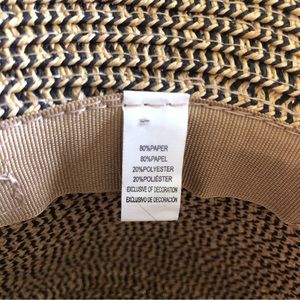 80%PAPER
80%PAPEL
20%POLYESTER
20%POLIÉSTER
EXCLUSIVE OF DECORATION
EXCLUSIVO DE DECORACIÓN